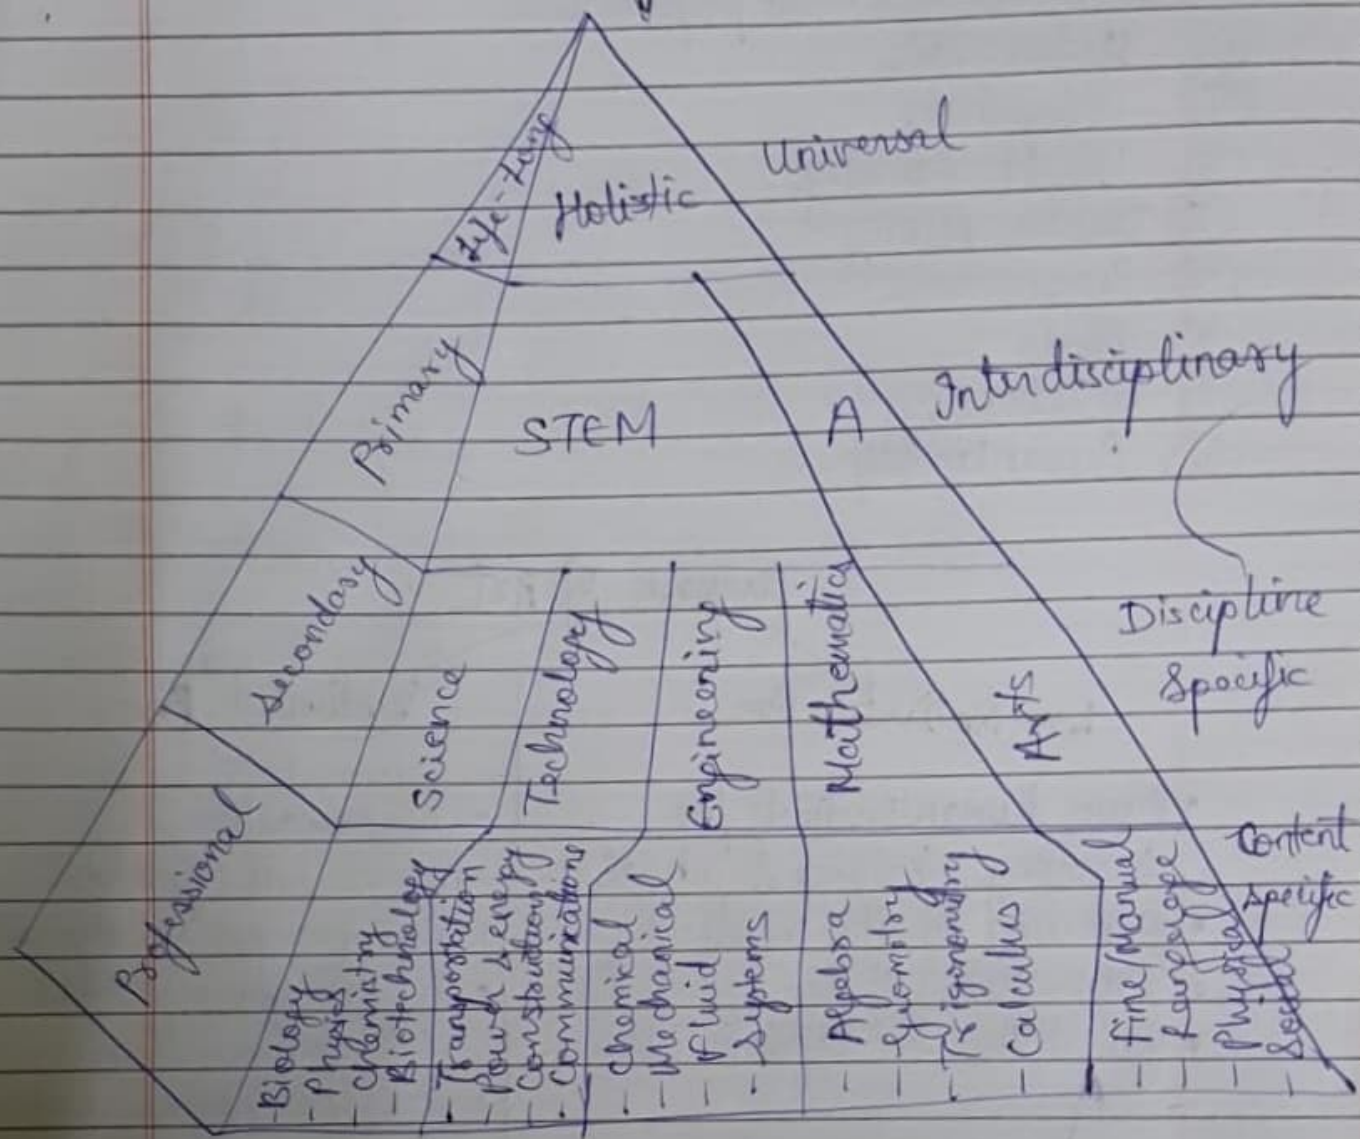 Life-Long
Holistic
Universal
Primary
STEM
A
Interdisciplinary
Secondary
Science
Technology
Engineering
Mathematics
Arts
Discipline
Specific
Professional
-Biology
- Physics
- Chemistry
- Biotechnology
- Transportation
- Power & energy
- Constructions
- Communications
- Chemical
- Mechanical
- Fluid
- Systems
- Algebra
- Geometry
- Trigonometry
- Calculus
- Fine/Manual
- Language
- Physical
- Social
Content
specific